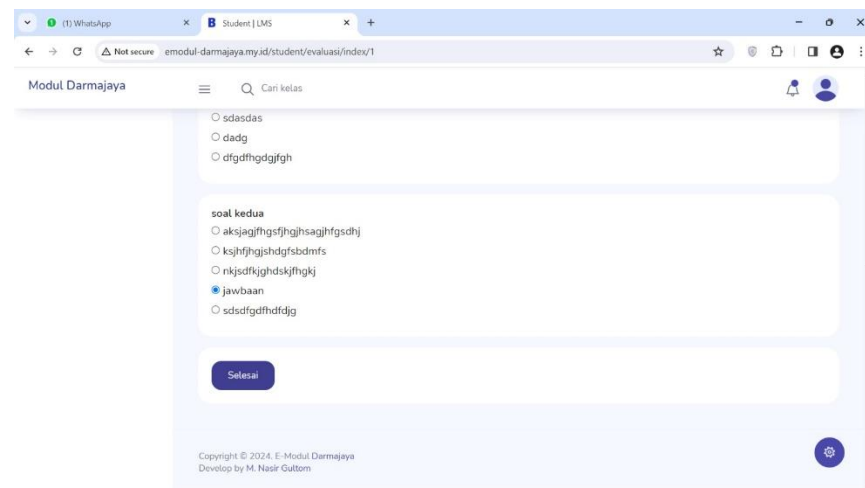 (1) WhatsApp
B Student | LMS
Not secure emodul-darmajaya.my.id/student/evaluasi/index/1
Modul Darmajaya
Cari kelas
sdasdas
dadg
dfgdfhgdgjfgh
soal kedua
aksjagjfhgsfjhgjhsagjhfgsdhj
ksjhfjhgjshdgfsbdmfs
nkjsdfkjghdskjfhgkj
jawbaan
sdsdfgdfhdfdjg
Selesai
Copyright © 2024. E-Modul Darmajaya
Develop by M. Nasir Gultom